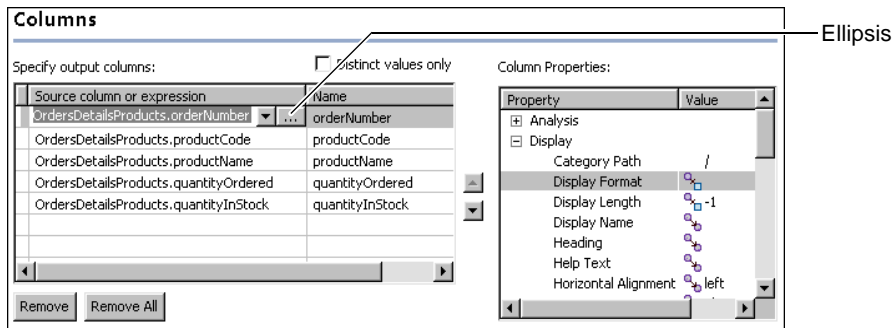 Columns
Ellipsis
Specify output columns:
Distinct values only
Source column or expression Name
OrdersDetailsProducts.orderNumber ... orderNumber
OrdersDetailsProducts.productCode productCode
OrdersDetailsProducts.productName productName
OrdersDetailsProducts.quantityOrdered quantityOrdered
OrdersDetailsProducts.quantityInStock quantityInStock
Remove Remove All
Column Properties:
Property Value
Analysis
Display
Category Path /
Display Format
Display Length -1
Display Name
Heading
Help Text
Horizontal Alignment left